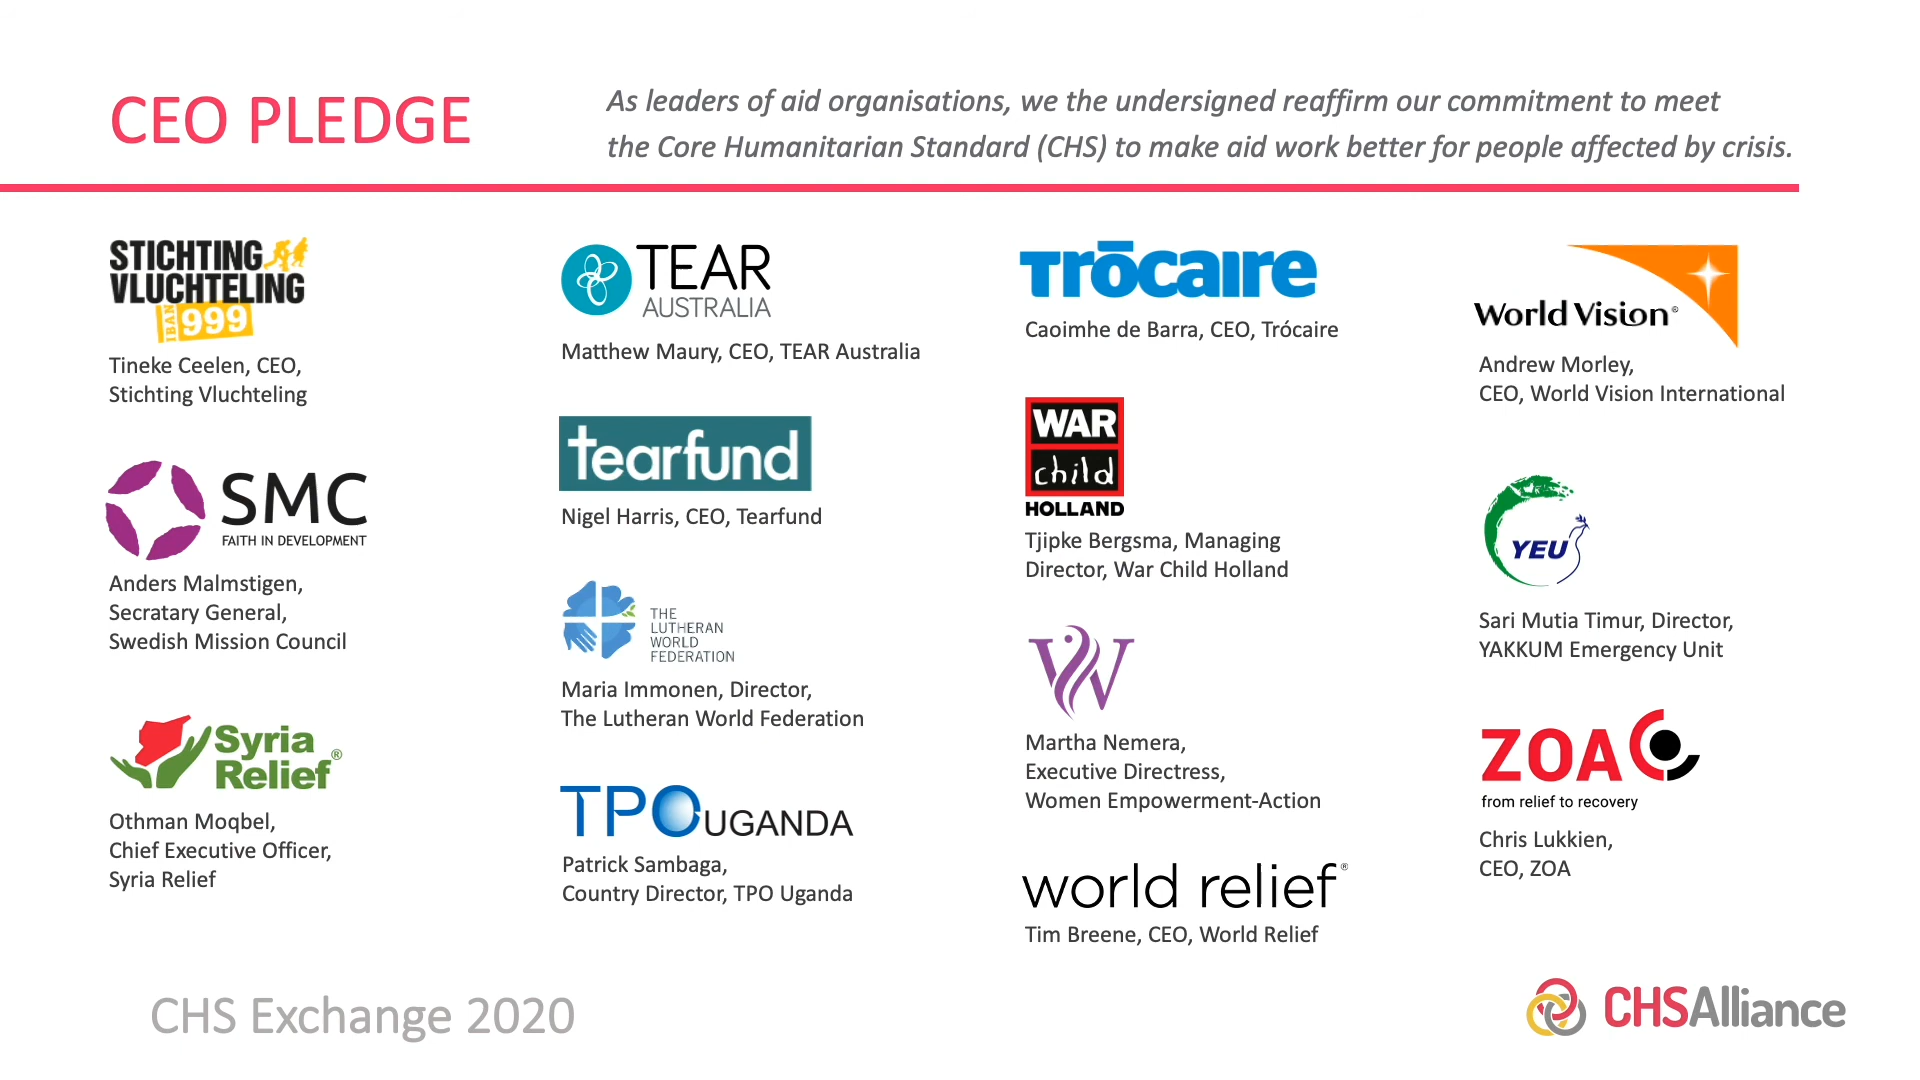 CEO PLEDGE
As leaders of aid organisations, we the undersigned reaffirm our commitment to meet
the Core Humanitarian Standard (CHS) to make aid work better for people affected by crisis.
STICHTING
VLUCHTELING
IBAN 999
Tineke Ceelen, CEO,
Stichting Vluchteling
SMC
FAITH IN DEVELOPMENT
Anders Malmstigen,
Secratary General,
Swedish Mission Council
Syria
Relief®
Othman Moqbel,
Chief Executive Officer,
Syria Relief
TEAR
AUSTRALIA
Matthew Maury, CEO, TEAR Australia
tearfund
Nigel Harris, CEO, Tearfund
THE
LUTHERAN
WORLD
FEDERATION
Maria Immonen, Director,
The Lutheran World Federation
TPO UGANDA
Patrick Sambaga,
Country Director, TPO Uganda
Trōcaire
Caoimhe de Barra, CEO, Trócaire
WAR
child
HOLLAND
Tjipke Bergsma, Managing
Director, War Child Holland
W
Martha Nemera,
Executive Directress,
Women Empowerment-Action
world relief®
Tim Breene, CEO, World Relief
World Vision®
Andrew Morley,
CEO, World Vision International
YEU
Sari Mutia Timur, Director,
YAKKUM Emergency Unit
ZOA
from relief to recovery
Chris Lukkien,
CEO, ZOA
CHS Exchange 2020
CHSAlliance